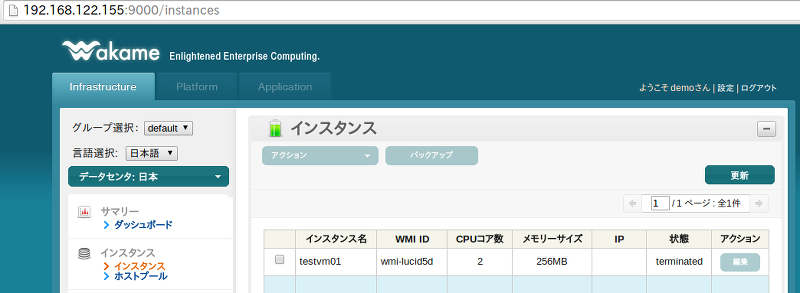 192.168.122.155:9000/instances
Wakame Enlightened Enterprise Computing.
Infrastructure Platform Application
ようこそ demoさん | 設定 | ログアウト
グループ選択: default
言語選択: 日本語
データセンタ: 日本
サマリー
ダッシュボード
インスタンス
インスタンス
ホストプール
インスタンス
アクション バックアップ
更新
1 / 1 ページ : 全1件
インスタンス名 WMI ID CPUコア数 メモリーサイズ IP 状態 アクション
testvm01 wmi-lucid5d 2 256MB terminated 編集